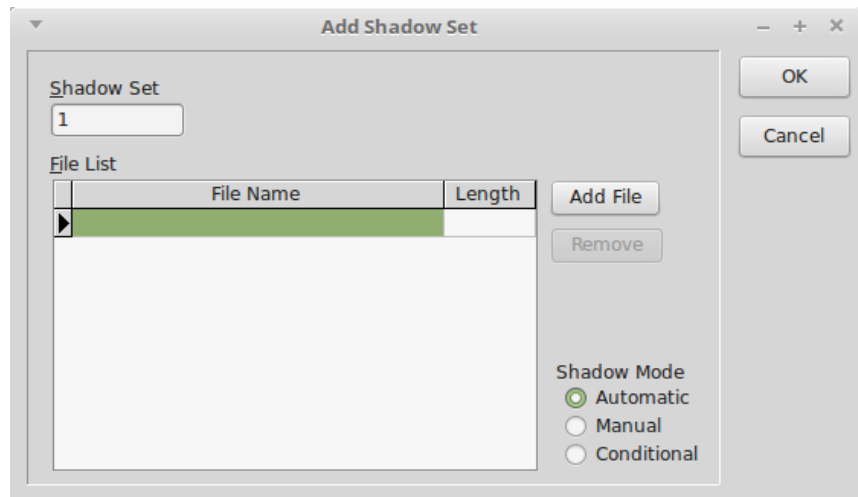 Add Shadow Set
OK
Cancel
Shadow Set
1
File List
File Name Length
Add File
Remove
Shadow Mode
Automatic
Manual
Conditional